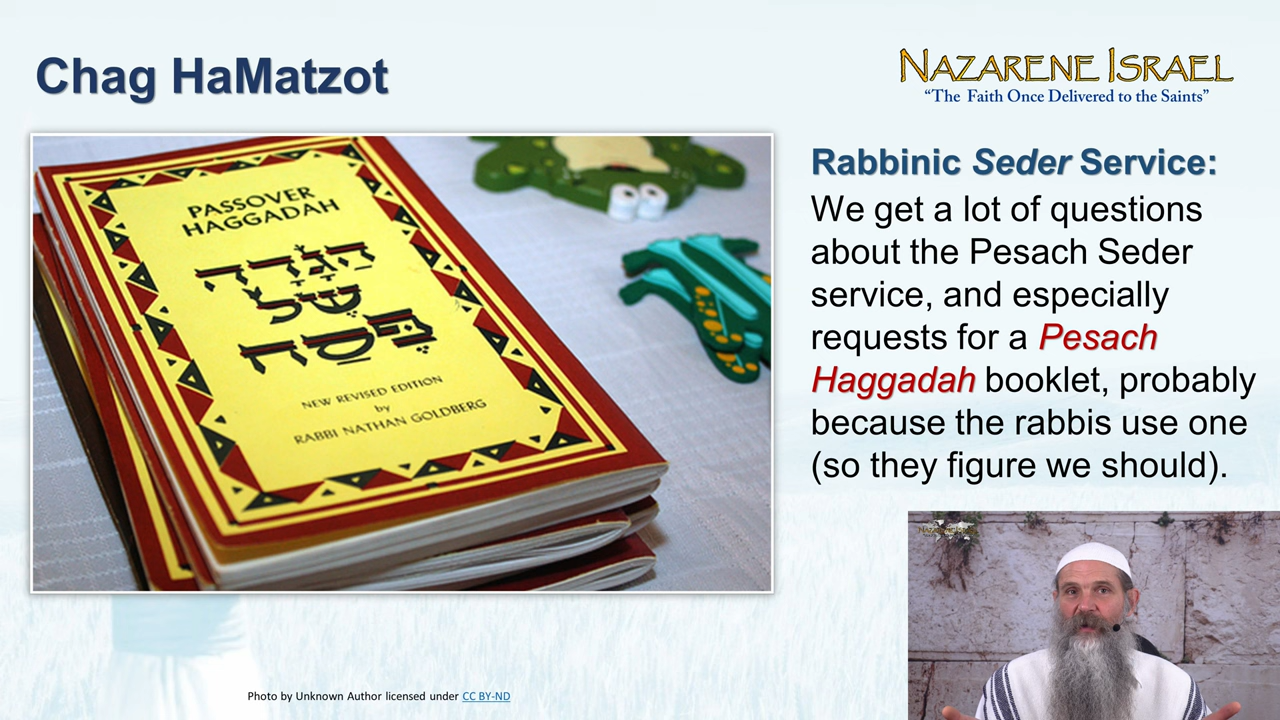 Chag HaMatzot
NAZARENE ISRAEL
“The Faith Once Delivered to the Saints”
PASSOVER
HAGGADAH
הַגָּדָה
שֶׁל
פֶּסַח
NEW REVISED EDITION
by
RABBI NATHAN GOLDBERG
Rabbinic Seder Service:
We get a lot of questions
about the Pesach Seder
service, and especially
requests for a Pesach
Haggadah booklet, probably
because the rabbis use one
(so they figure we should).
Photo by Unknown Author licensed under CC BY-ND